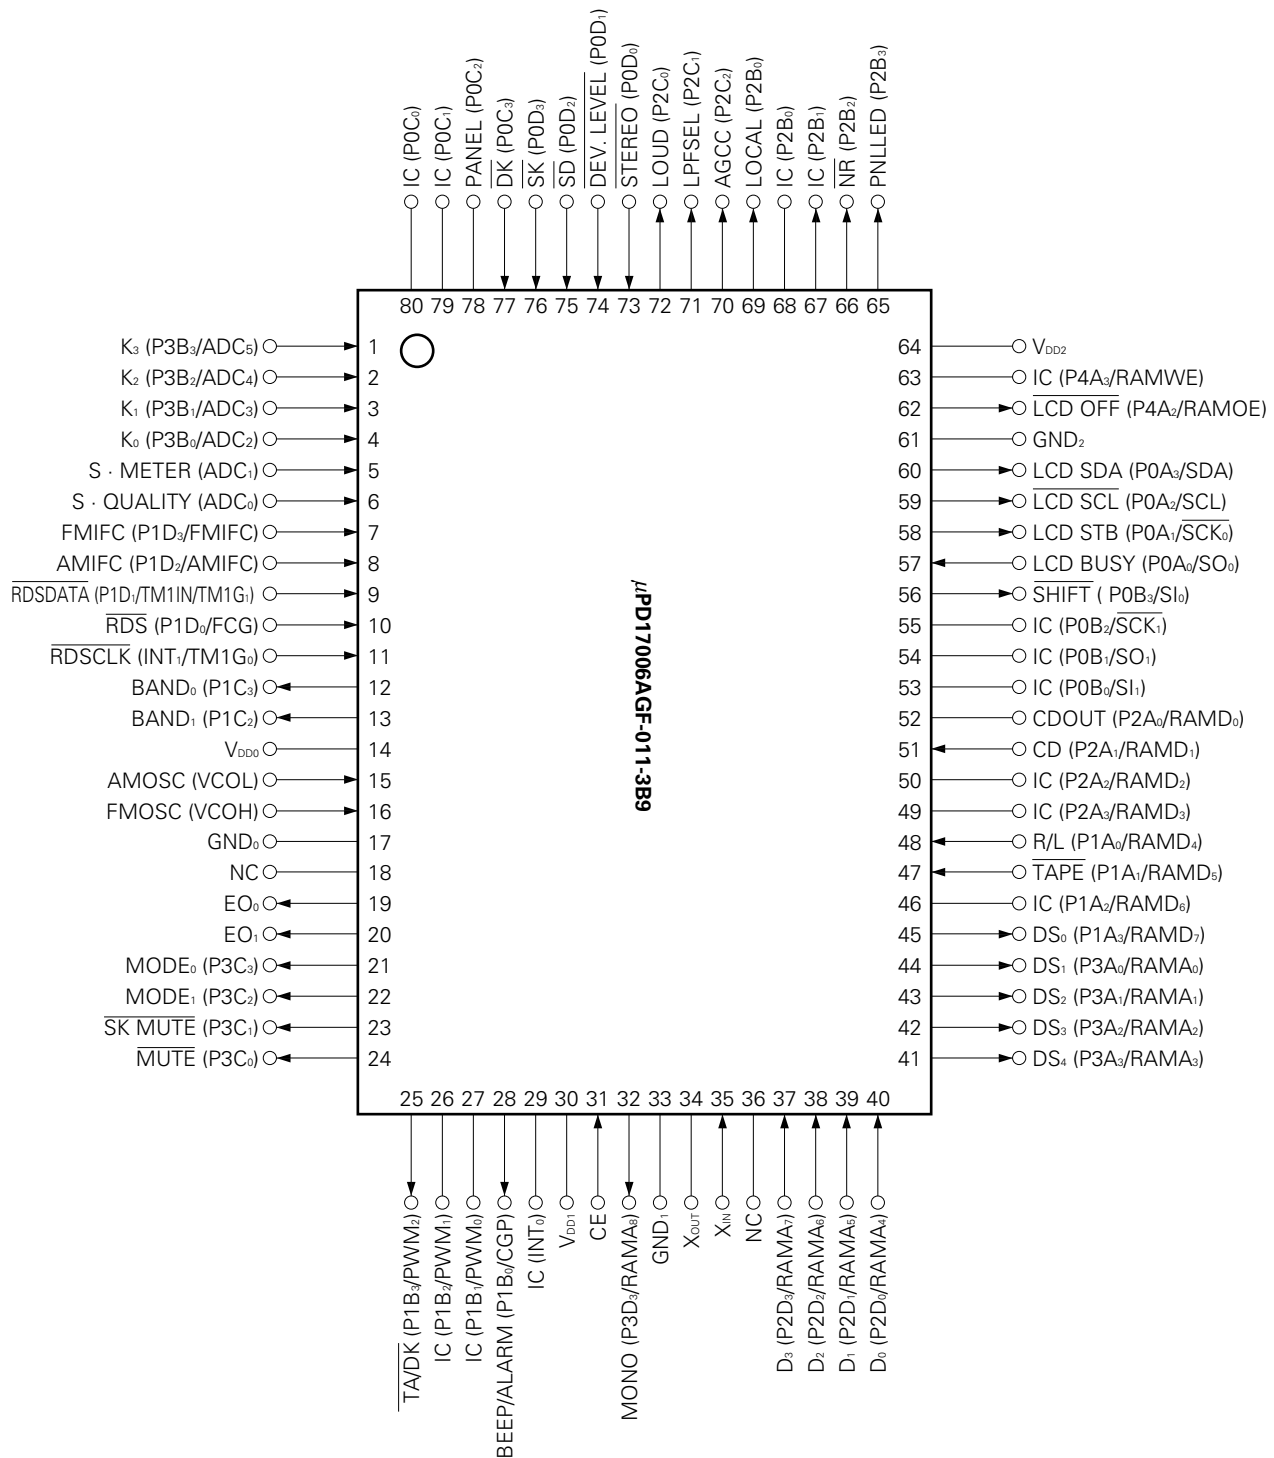 IC (P0C₀)
IC (P0C₁)
PANEL (P0C₂)
DK (P0C₃)
SK (P0D₃)
SD (P0D₂)
DEV. LEVEL (P0D₁)
STEREO (P0D₀)
LOUD (P2C₀)
LPFSEL (P2C₁)
AGCC (P2C₂)
LOCAL (P2B₀)
IC (P2B₀)
IC (P2B₁)
NR (P2B₂)
PNLLED (P2B₃)
80 79 78 77 76 75 74 73 72 71 70 69 68 67 66 65
K₃ (P3B₃/ADC₅) 1
K₂ (P3B₂/ADC₄) 2
K₁ (P3B₁/ADC₃) 3
K₀ (P3B₀/ADC₂) 4
S · METER (ADC₁) 5
S · QUALITY (ADC₀) 6
FMIFC (P1D₃/FMIFC) 7
AMIFC (P1D₂/AMIFC) 8
RDSDATA (P1D₁/TM1IN/TM1G₁) 9
RDS (P1D₀/FCG) 10
RDSCLK (INT₁/TM1G₀) 11
BAND₀ (P1C₃) 12
BAND₁ (P1C₂) 13
VDD0 14
AMOSC (VCOL) 15
FMOSC (VCOH) 16
GND₀ 17
NC 18
EO₀ 19
EO₁ 20
MODE₀ (P3C₃) 21
MODE₁ (P3C₂) 22
SK MUTE (P3C₁) 23
MUTE (P3C₀) 24
μPD17006AGF-011-3B9
64 VDD2
63 IC (P4A₃/RAMWE)
62 LCD OFF (P4A₂/RAMOE)
61 GND₂
60 LCD SDA (P0A₃/SDA)
59 LCD SCL (P0A₂/SCL)
58 LCD STB (P0A₁/SCK₀)
57 LCD BUSY (P0A₀/SO₀)
56 SHIFT ( P0B₃/SI₀)
55 IC (P0B₂/SCK₁)
54 IC (P0B₁/SO₁)
53 IC (P0B₀/SI₁)
52 CDOUT (P2A₀/RAMD₀)
51 CD (P2A₁/RAMD₁)
50 IC (P2A₂/RAMD₂)
49 IC (P2A₃/RAMD₃)
48 R/L (P1A₀/RAMD₄)
47 TAPE (P1A₁/RAMD₅)
46 IC (P1A₂/RAMD₆)
45 DS₀ (P1A₃/RAMD₇)
44 DS₁ (P3A₀/RAMA₀)
43 DS₂ (P3A₁/RAMA₁)
42 DS₃ (P3A₂/RAMA₂)
41 DS₄ (P3A₃/RAMA₃)
25 26 27 28 29 30 31 32 33 34 35 36 37 38 39 40
TA/DK (P1B₃/PWM₂)
IC (P1B₂/PWM₁)
IC (P1B₁/PWM₀)
BEEP/ALARM (P1B₀/CGP)
IC (INT₀)
VDD1
CE
MONO (P3D₃/RAMA₈)
GND₁
XOUT
XIN
NC
D₃ (P2D₃/RAMA₇)
D₂ (P2D₂/RAMA₆)
D₁ (P2D₁/RAMA₅)
D₀ (P2D₀/RAMA₄)